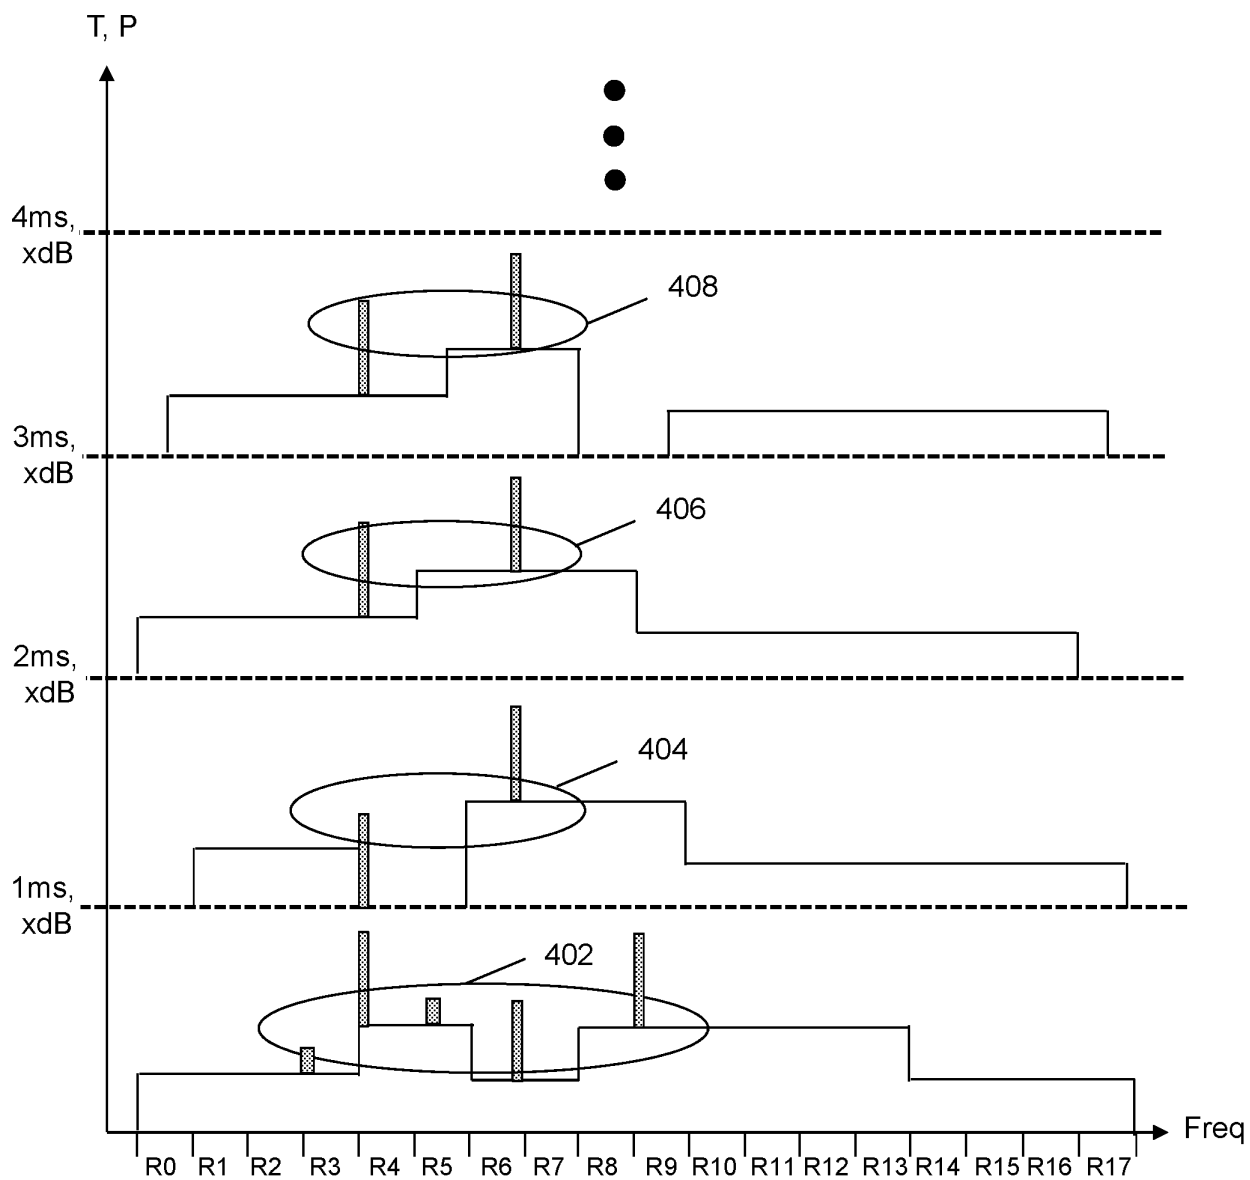 T, P
4ms,
xdB
408
3ms,
xdB
406
2ms,
xdB
404
1ms,
xdB
402
Freq
R0 R1 R2 R3 R4 R5 R6 R7 R8 R9 R10 R11 R12 R13 R14 R15 R16 R17